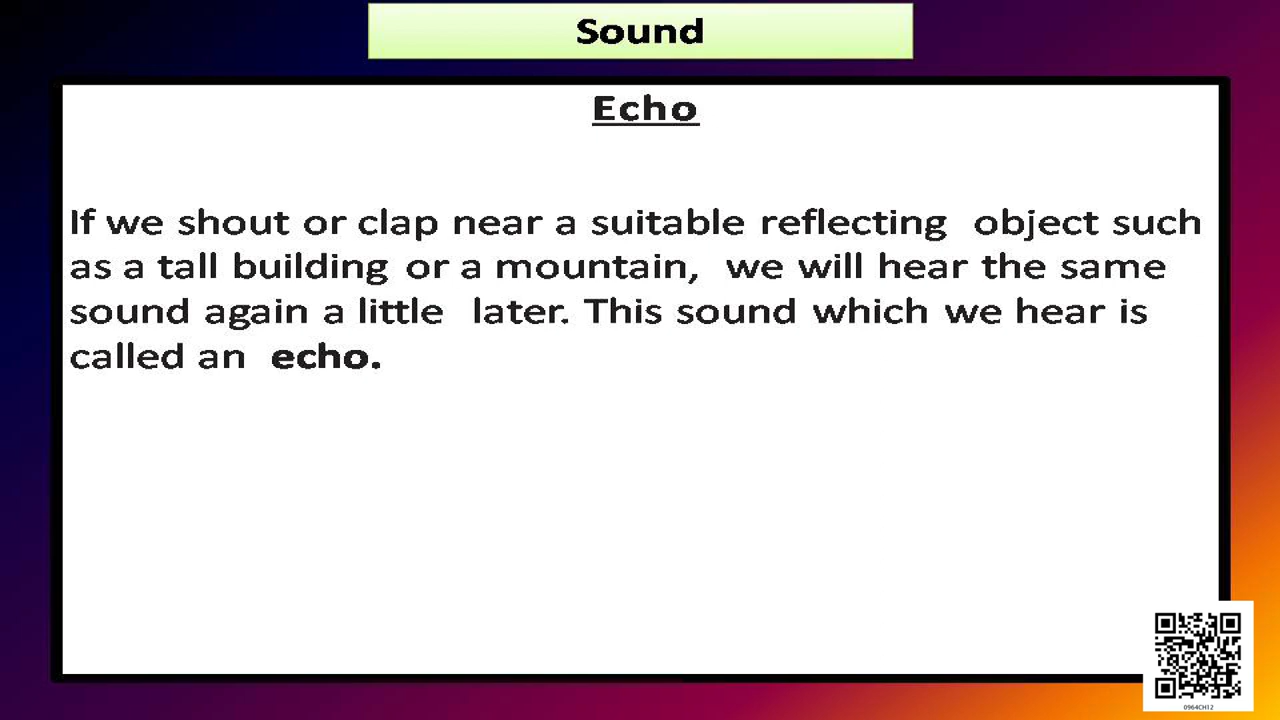 Sound
Echo
If we shout or clap near a suitable reflecting object such
as a tall building or a mountain, we will hear the same
sound again a little later. This sound which we hear is
called an echo.
0964CH12